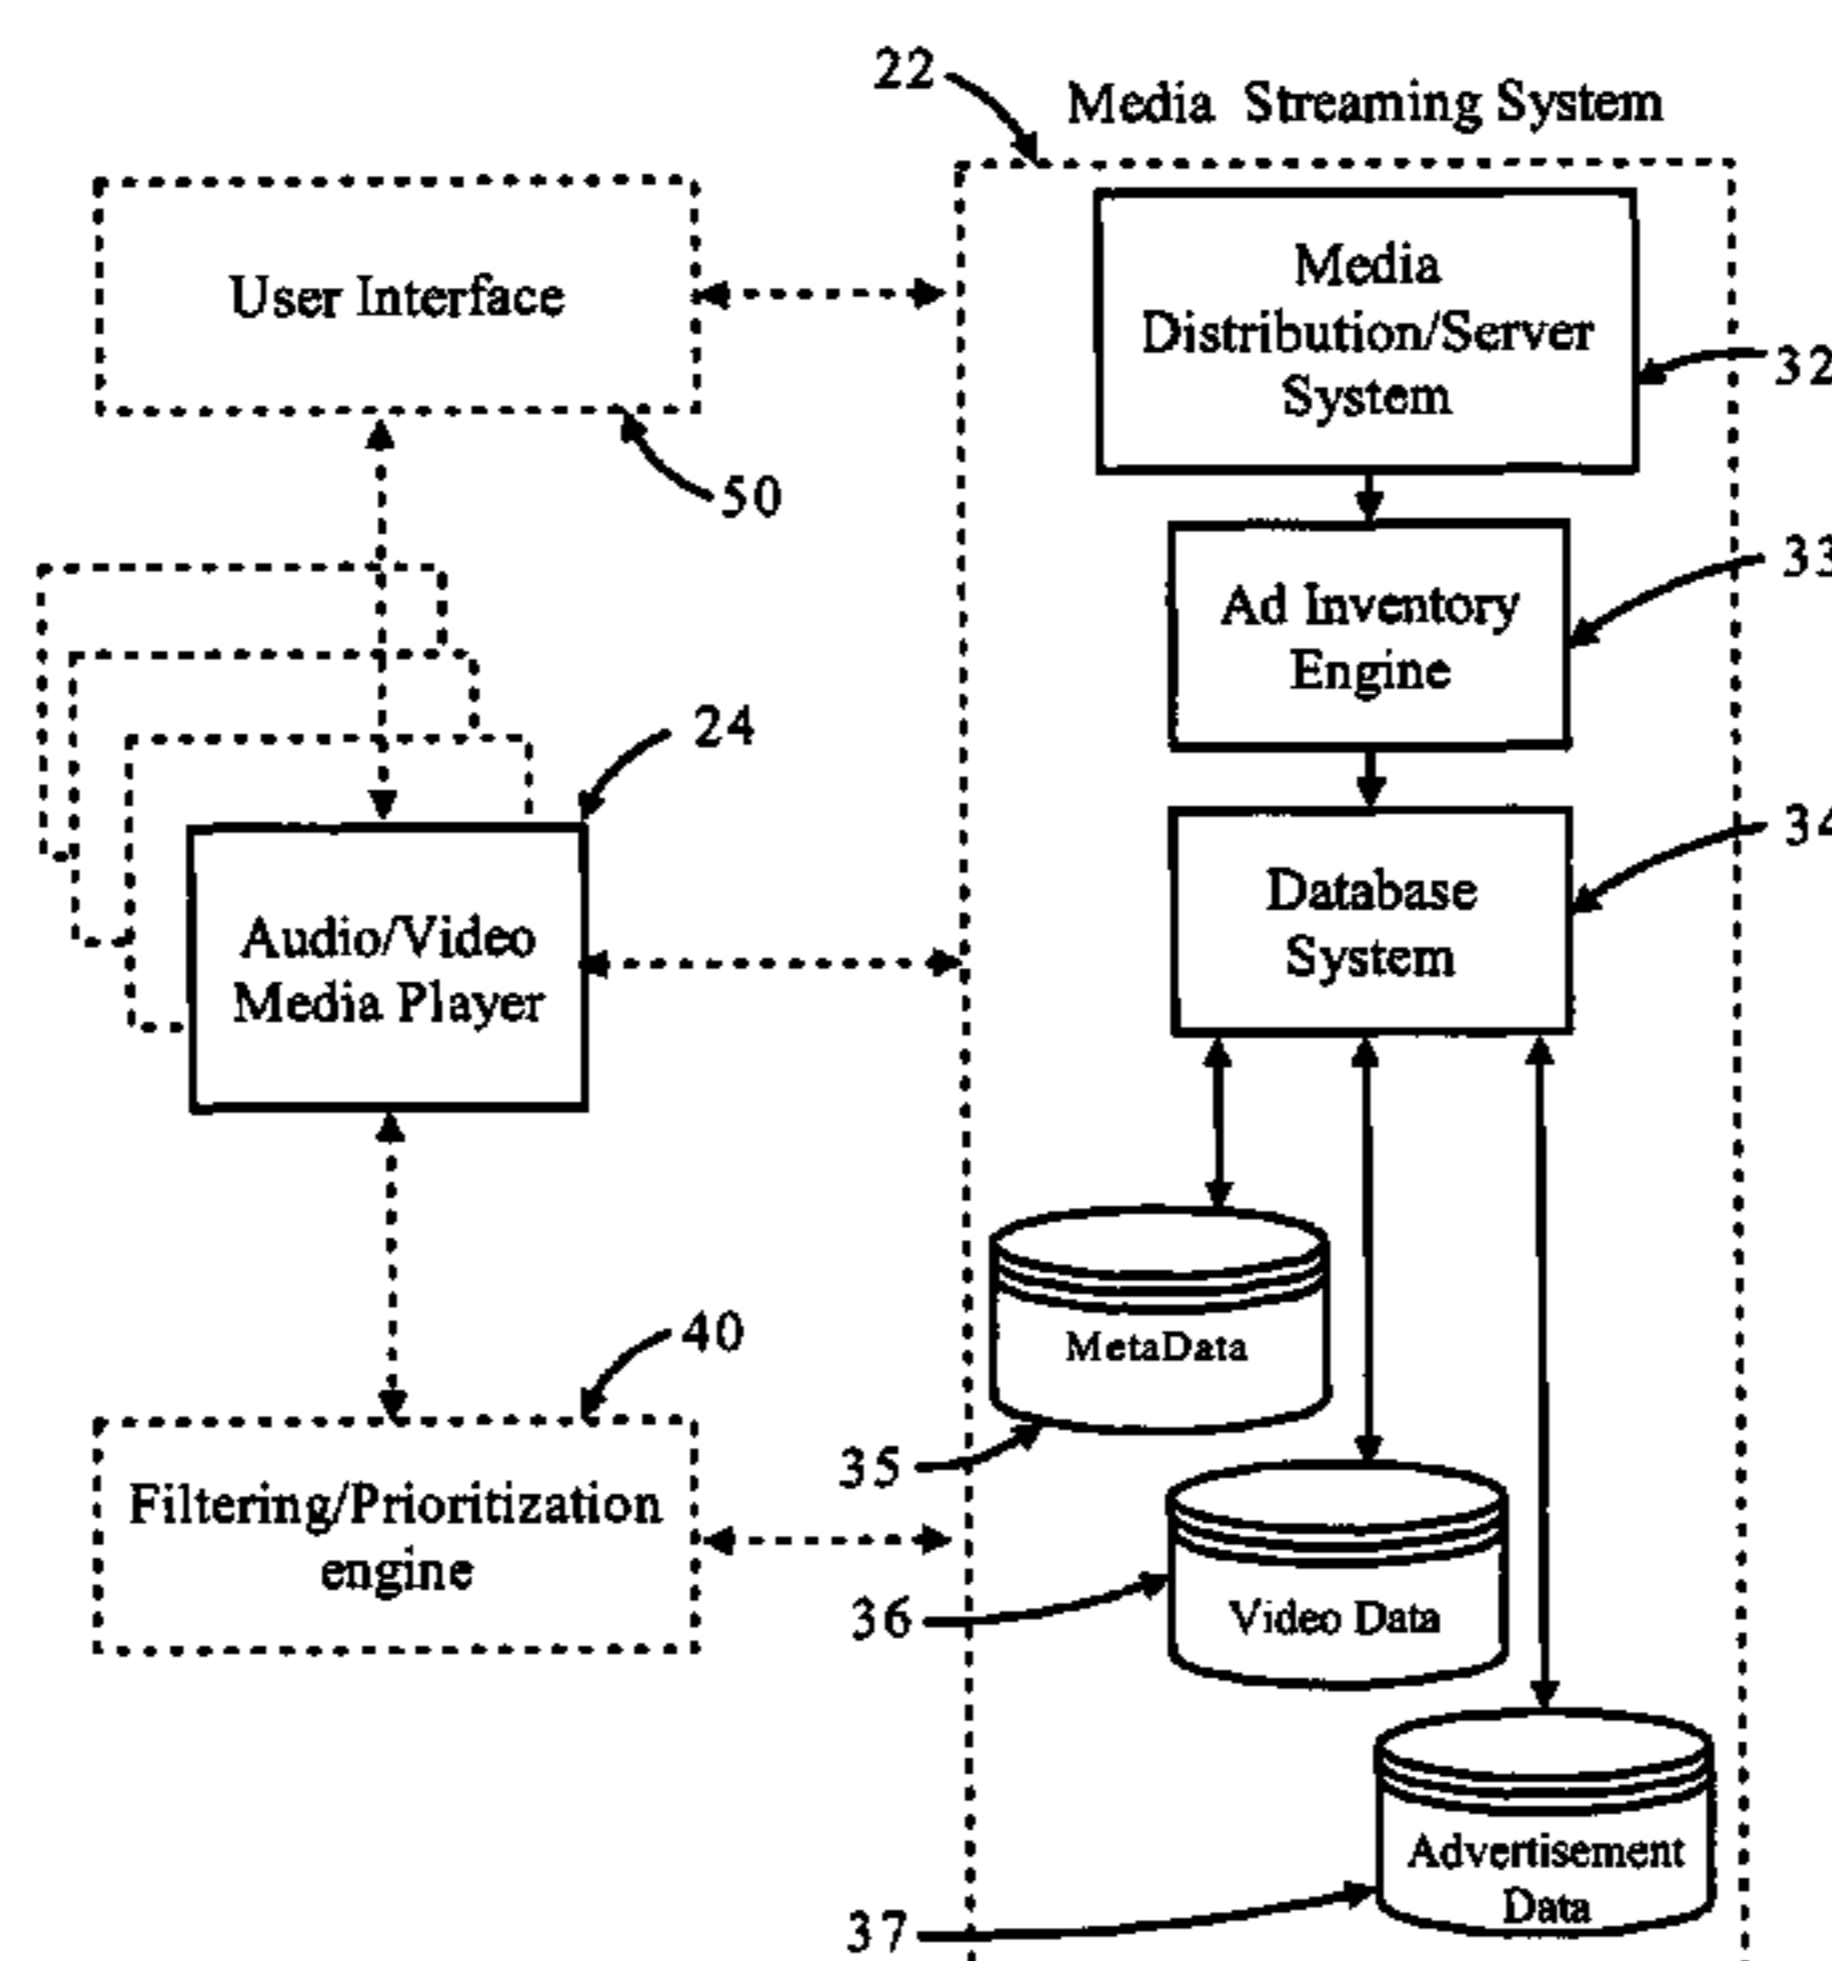 22
Media Streaming System
User Interface
50
Media
Distribution/Server
System
32
Ad Inventory
Engine
33
24
Audio/Video
Media Player
Database
System
34
40
Filtering/Prioritization
engine
MetaData
35
Video Data
36
Advertisement
Data
37